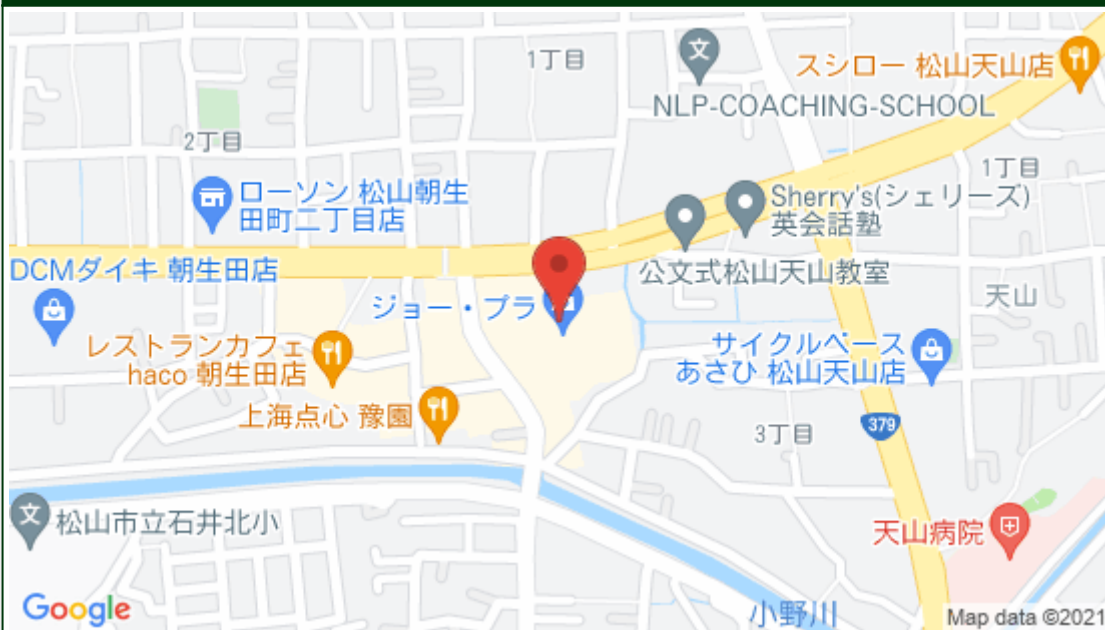 1丁目
スシロー 松山天山店
NLP-COACHING-SCHOOL
2丁目
1丁目
ローソン 松山朝生
田町二丁目店
Sherry's(シェリーズ)
英会話塾
DCMダイキ 朝生田店
公文式松山天山教室
天山
ジョー・プラ
レストランカフェ
haco 朝生田店
サイクルベース
あさひ 松山天山店
上海点心 豫園
3丁目
379
松山市立石井北小
天山病院
Google
小野川
Map data ©2021
文
文